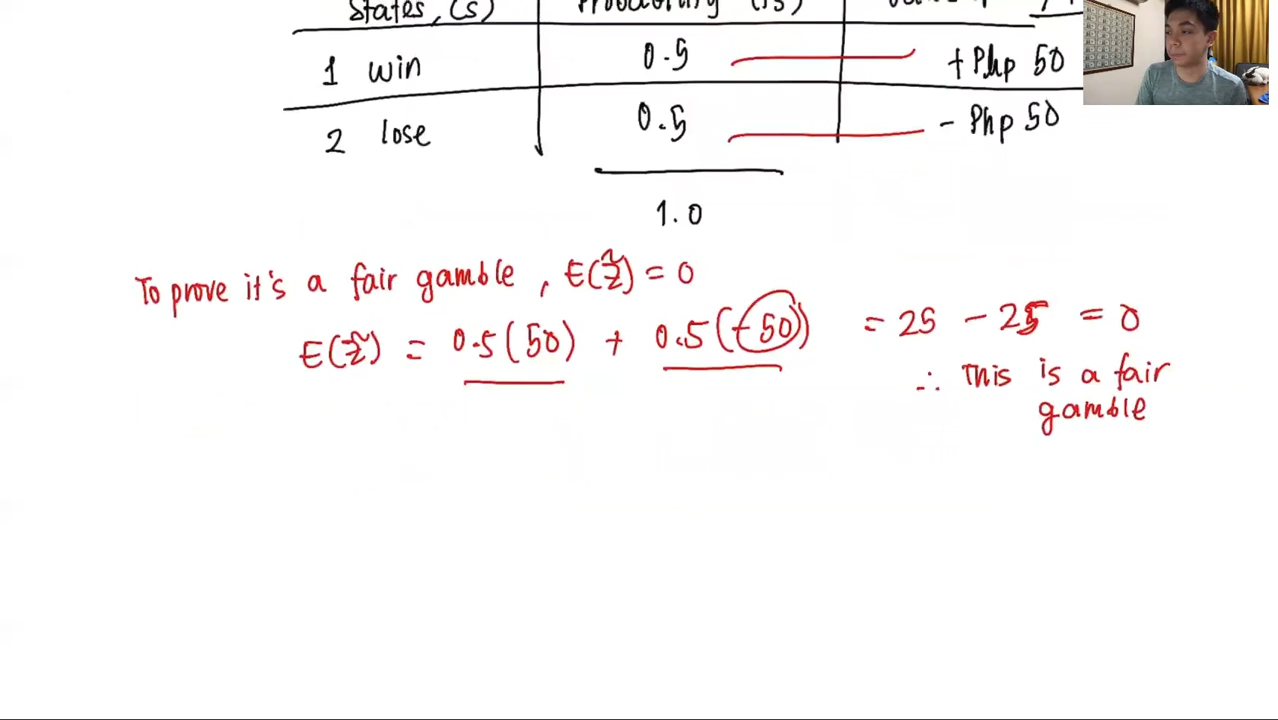 States, (s) Probability
1 win 0.5 + Php 50
2 lose 0.5 - Php 50
1.0
To prove it's a fair gamble, E(z̃) = 0
E(z̃) = 0.5(50) + 0.5(-50) = 25 - 25 = 0
∴ This is a fair
gamble